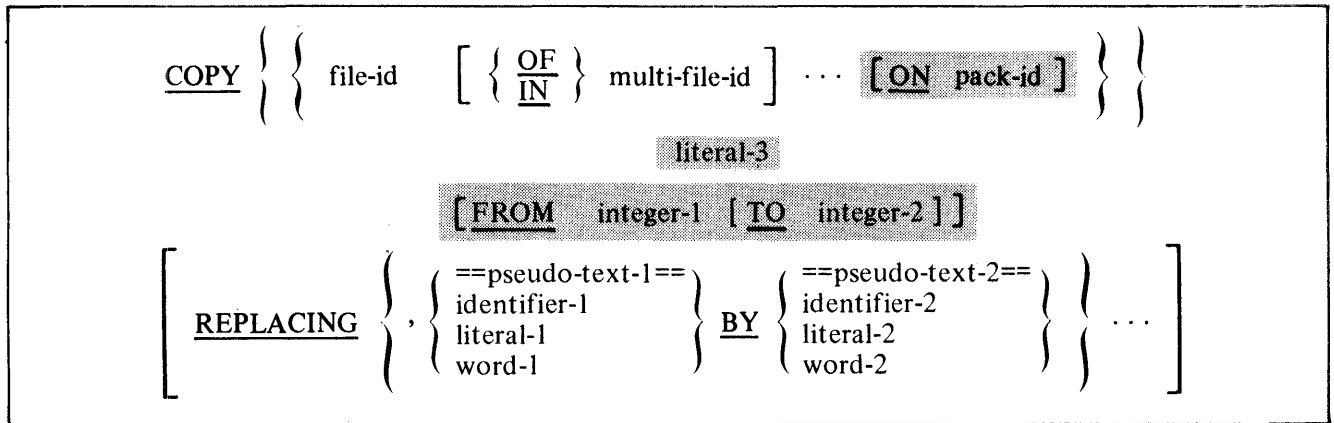 COPY { { file-id [ { OF
IN } multi-file-id ] ··· [ ON pack-id ] } }
literal-3
[ FROM integer-1 [ TO integer-2 ] ]
[ REPLACING { , { ==pseudo-text-1== identifier-1 literal-1 word-1 } BY { ==pseudo-text-2== identifier-2 literal-2 word-2 } } ··· ]